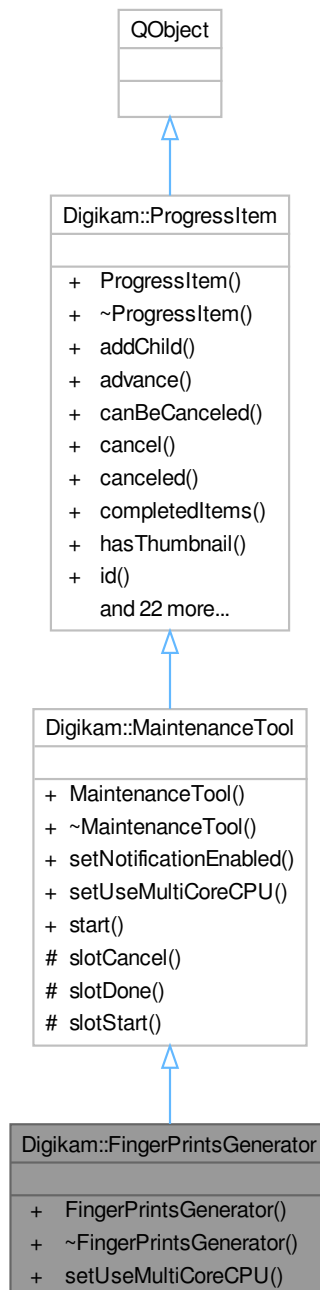 QObject
Digikam::ProgressItem
+ ProgressItem()
+ ~ProgressItem()
+ addChild()
+ advance()
+ canBeCanceled()
+ cancel()
+ canceled()
+ completedItems()
+ hasThumbnail()
+ id()
and 22 more...
Digikam::MaintenanceTool
+ MaintenanceTool()
+ ~MaintenanceTool()
+ setNotificationEnabled()
+ setUseMultiCoreCPU()
+ start()
# slotCancel()
# slotDone()
# slotStart()
Digikam::FingerPrintsGenerator
+ FingerPrintsGenerator()
+ ~FingerPrintsGenerator()
+ setUseMultiCoreCPU()